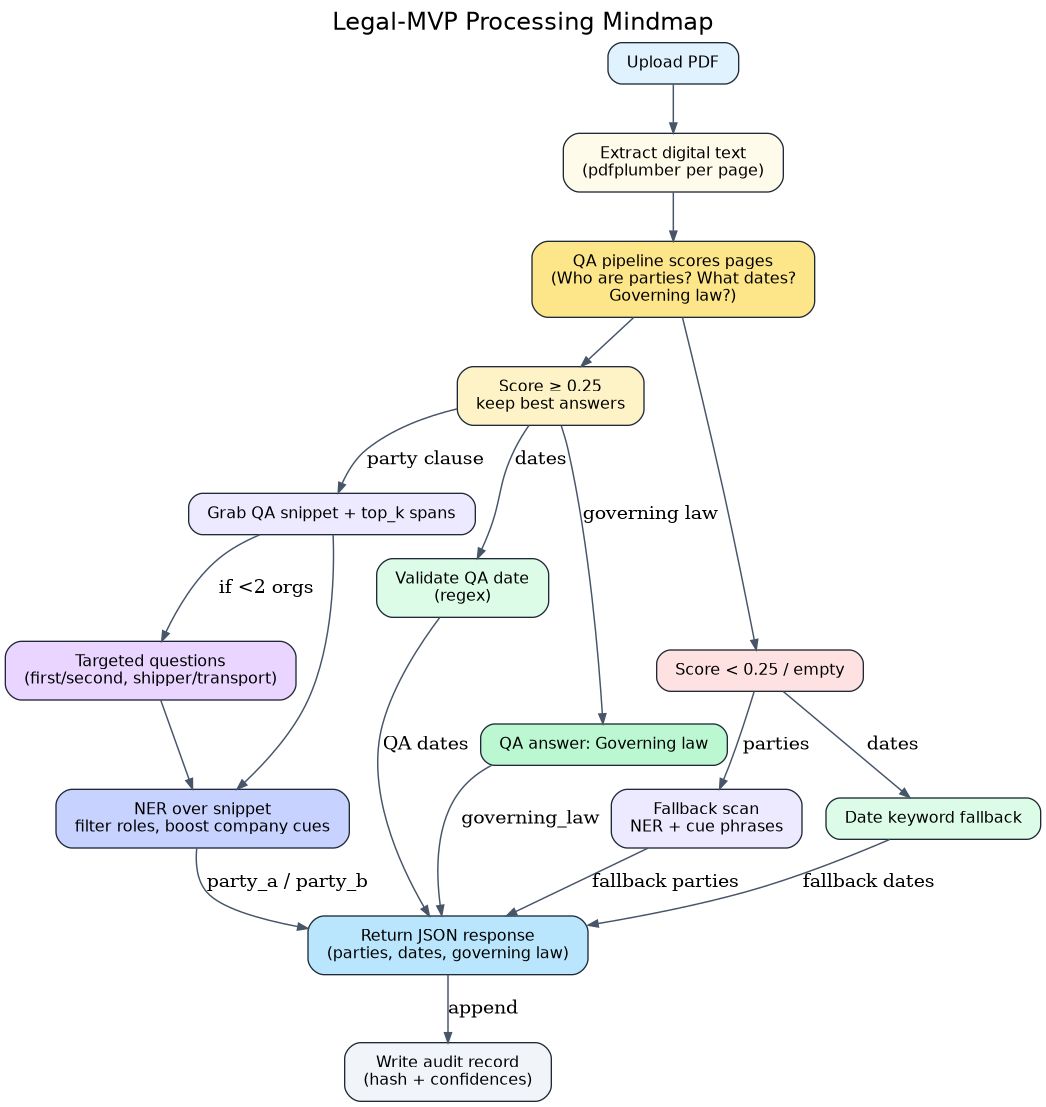 Legal-MVP Processing Mindmap
Upload PDF
Extract digital text
(pdfplumber per page)
QA pipeline scores pages
(Who are parties? What dates?
Governing law?)
Score ≥ 0.25
keep best answers
party clause
dates
governing law
Grab QA snippet + top_k spans
if <2 orgs
Validate QA date
(regex)
Targeted questions
(first/second, shipper/transport)
Score < 0.25 / empty
QA dates
QA answer: Governing law
parties
dates
NER over snippet
filter roles, boost company cues
governing_law
Fallback scan
NER + cue phrases
Date keyword fallback
party_a / party_b
fallback parties
fallback dates
Return JSON response
(parties, dates, governing law)
append
Write audit record
(hash + confidences)